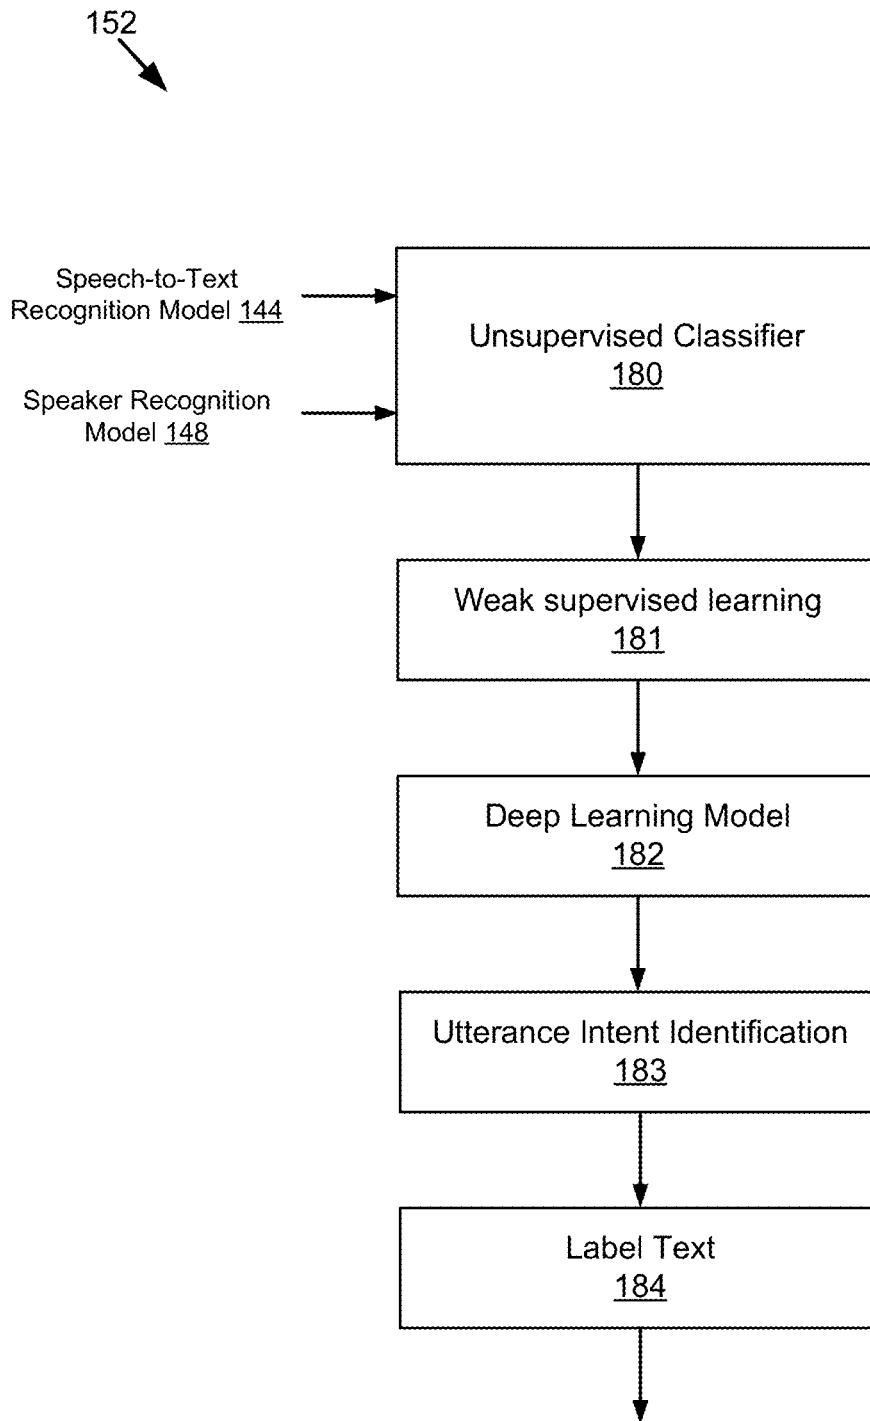 152
Speech-to-Text
Recognition Model 144
Unsupervised Classifier
180
Speaker Recognition
Model 148
Weak supervised learning
181
Deep Learning Model
182
Utterance Intent Identification
183
Label Text
184